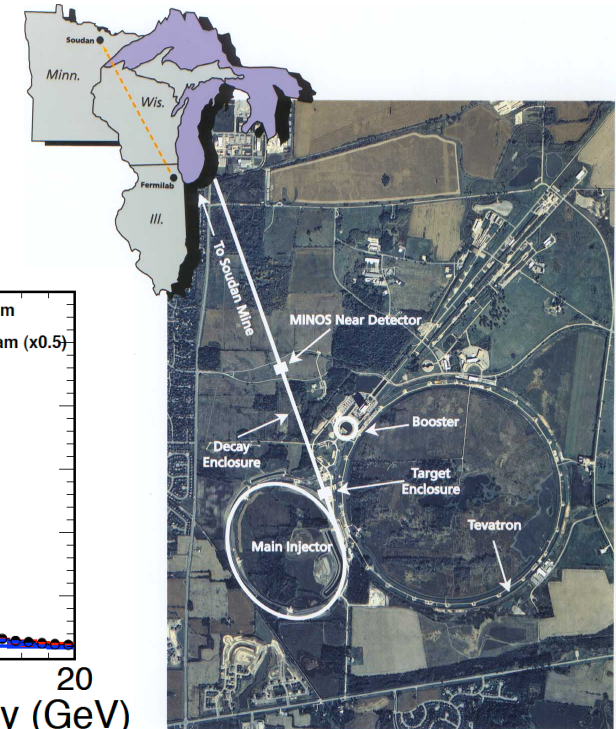 Soudan
Minn.
Wis.
Fermilab
Ill.
To Soudan Mine
m
am (x0.5)
MINOS Near Detector
Booster
Decay
Enclosure
Target
Enclosure
Tevatron
Main Injector
20
y (GeV)